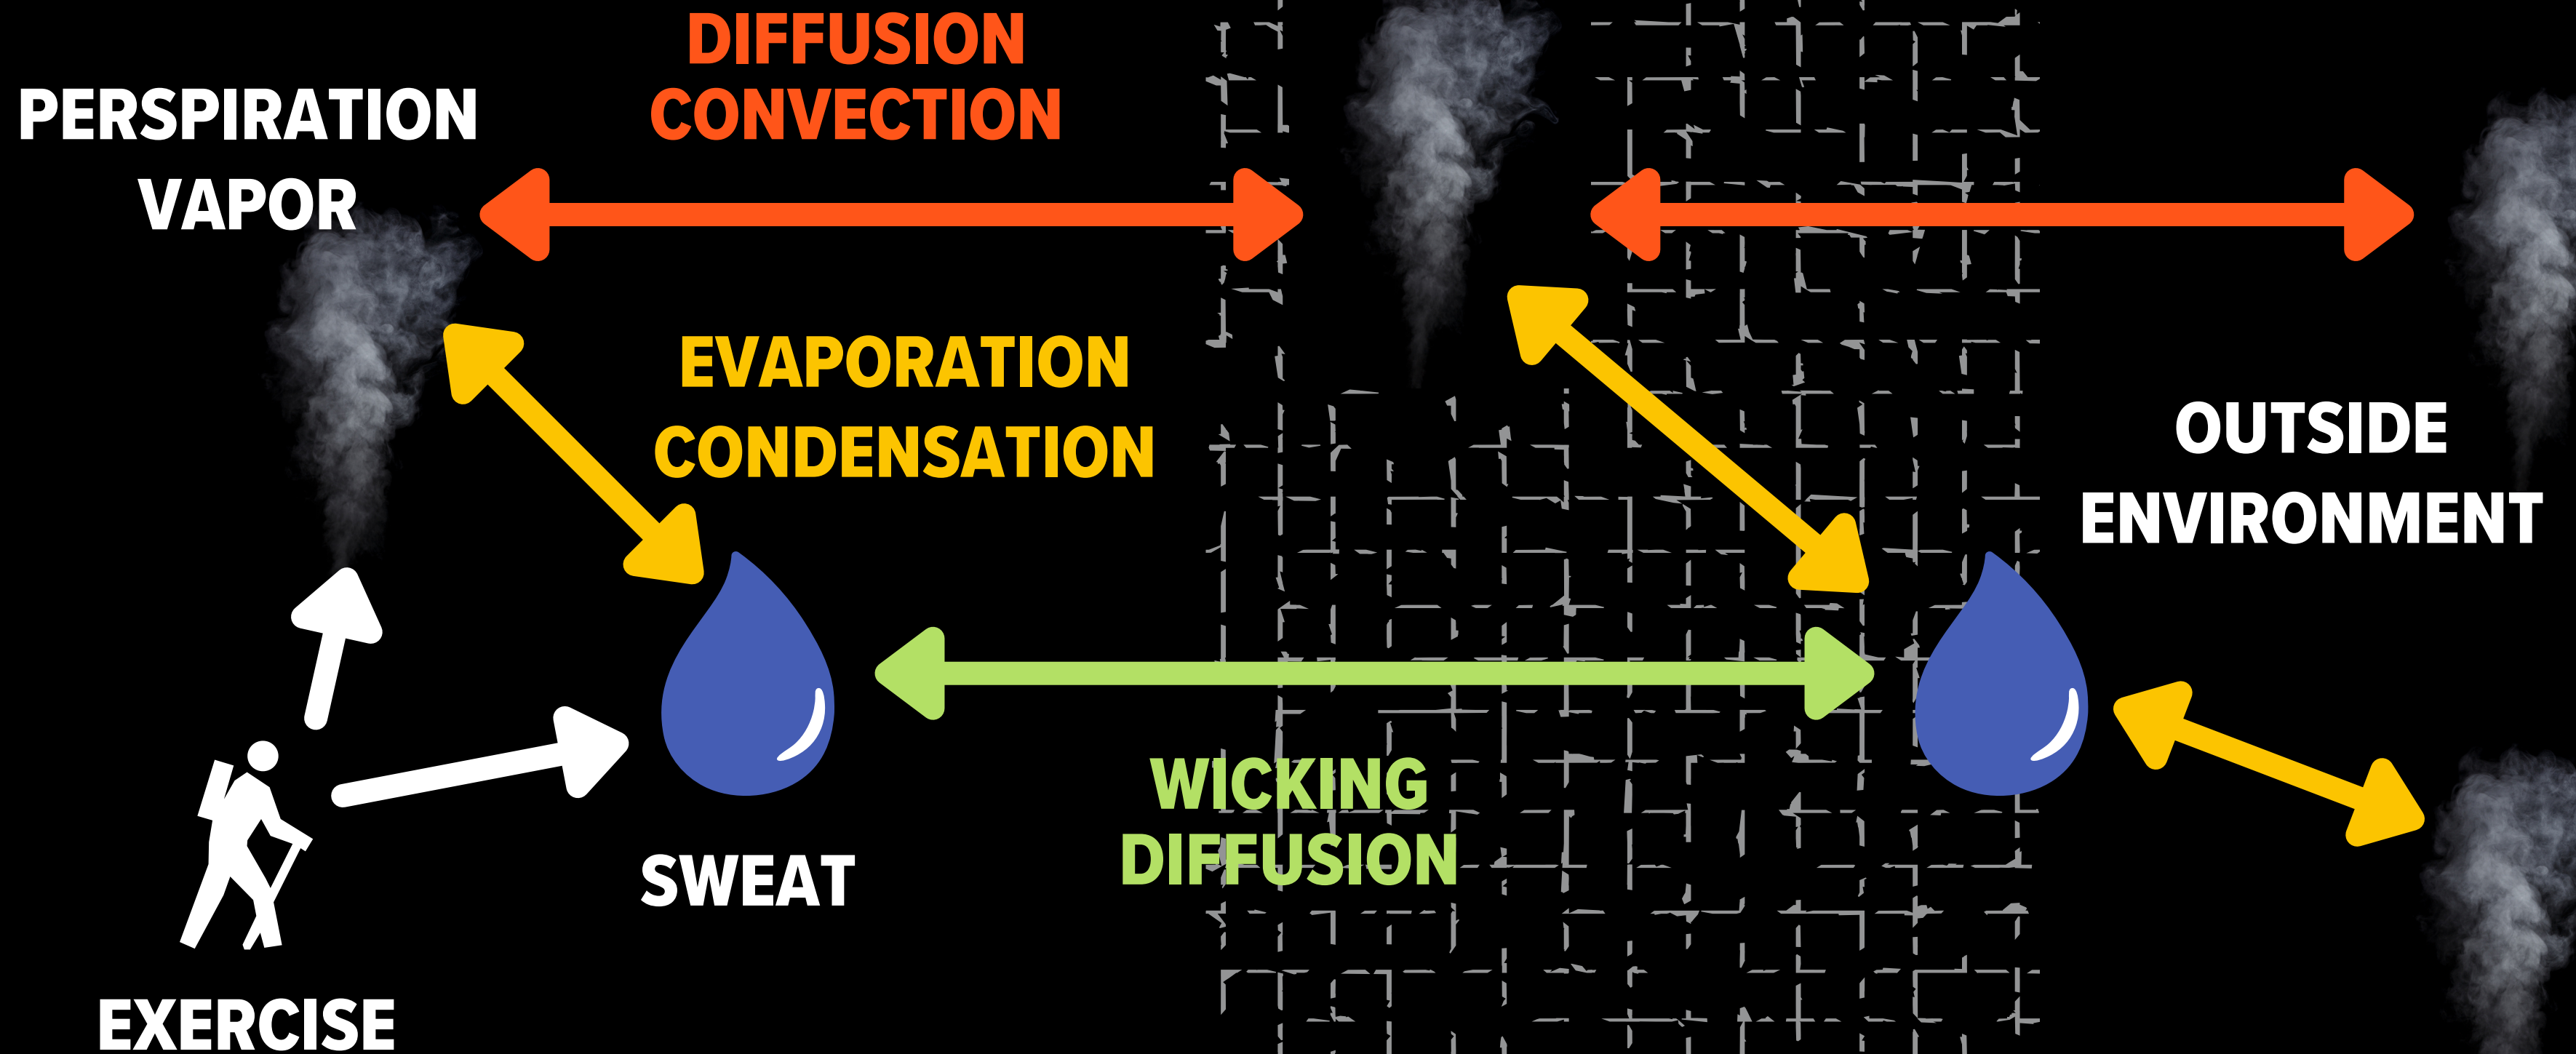 DIFFUSION
CONVECTION
PERSPIRATION
VAPOR
EVAPORATION
CONDENSATION
OUTSIDE
ENVIRONMENT
WICKING
DIFFUSION
SWEAT
EXERCISE